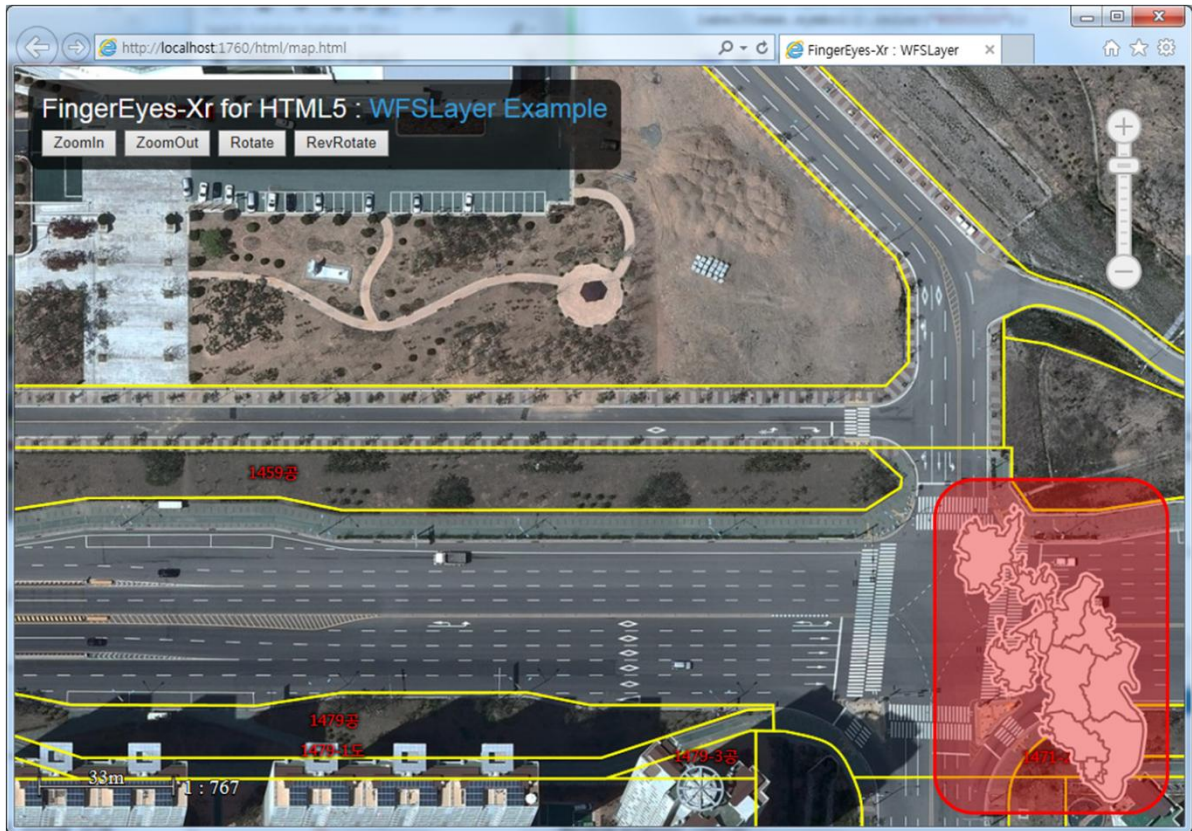 http://localhost:1760/html/map.html
FingerEyes-Xr : WFSLayer
FingerEyes-Xr for HTML5 : WFSLayer Example
ZoomIn ZoomOut Rotate RevRotate
1459공
1479공
1479-1도
1479-3공
1471-
33m
1 : 767